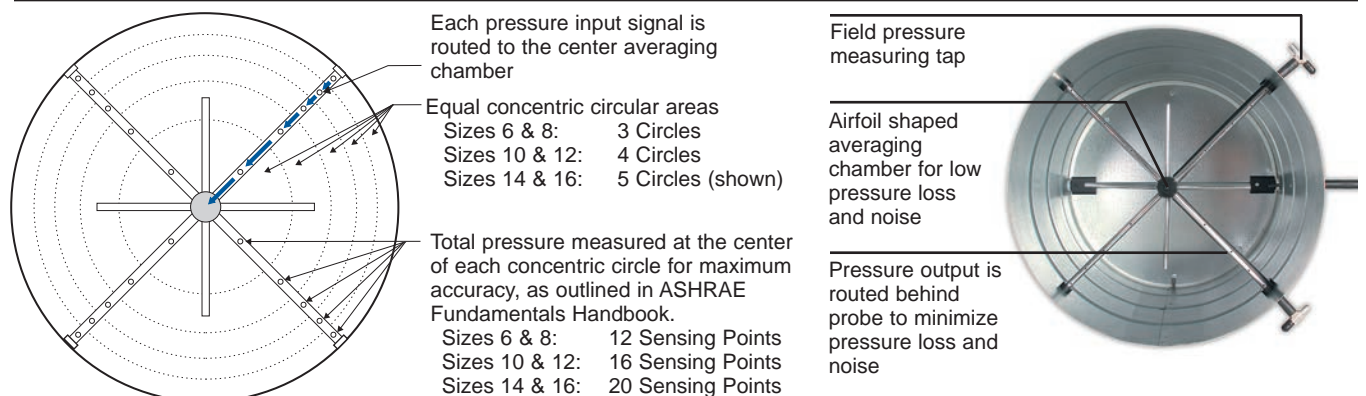 Each pressure input signal is
routed to the center averaging
chamber
Equal concentric circular areas
Sizes 6 & 8: 3 Circles
Sizes 10 & 12: 4 Circles
Sizes 14 & 16: 5 Circles (shown)
Total pressure measured at the center
of each concentric circle for maximum
accuracy, as outlined in ASHRAE
Fundamentals Handbook.
Sizes 6 & 8: 12 Sensing Points
Sizes 10 & 12: 16 Sensing Points
Sizes 14 & 16: 20 Sensing Points
Field pressure
measuring tap
Airfoil shaped
averaging
chamber for low
pressure loss
and noise
Pressure output is
routed behind
probe to minimize
pressure loss and
noise